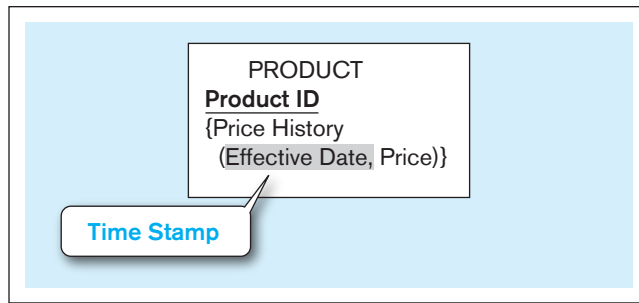 PRODUCT
Product ID
{Price History
(Effective Date, Price)}
Time Stamp